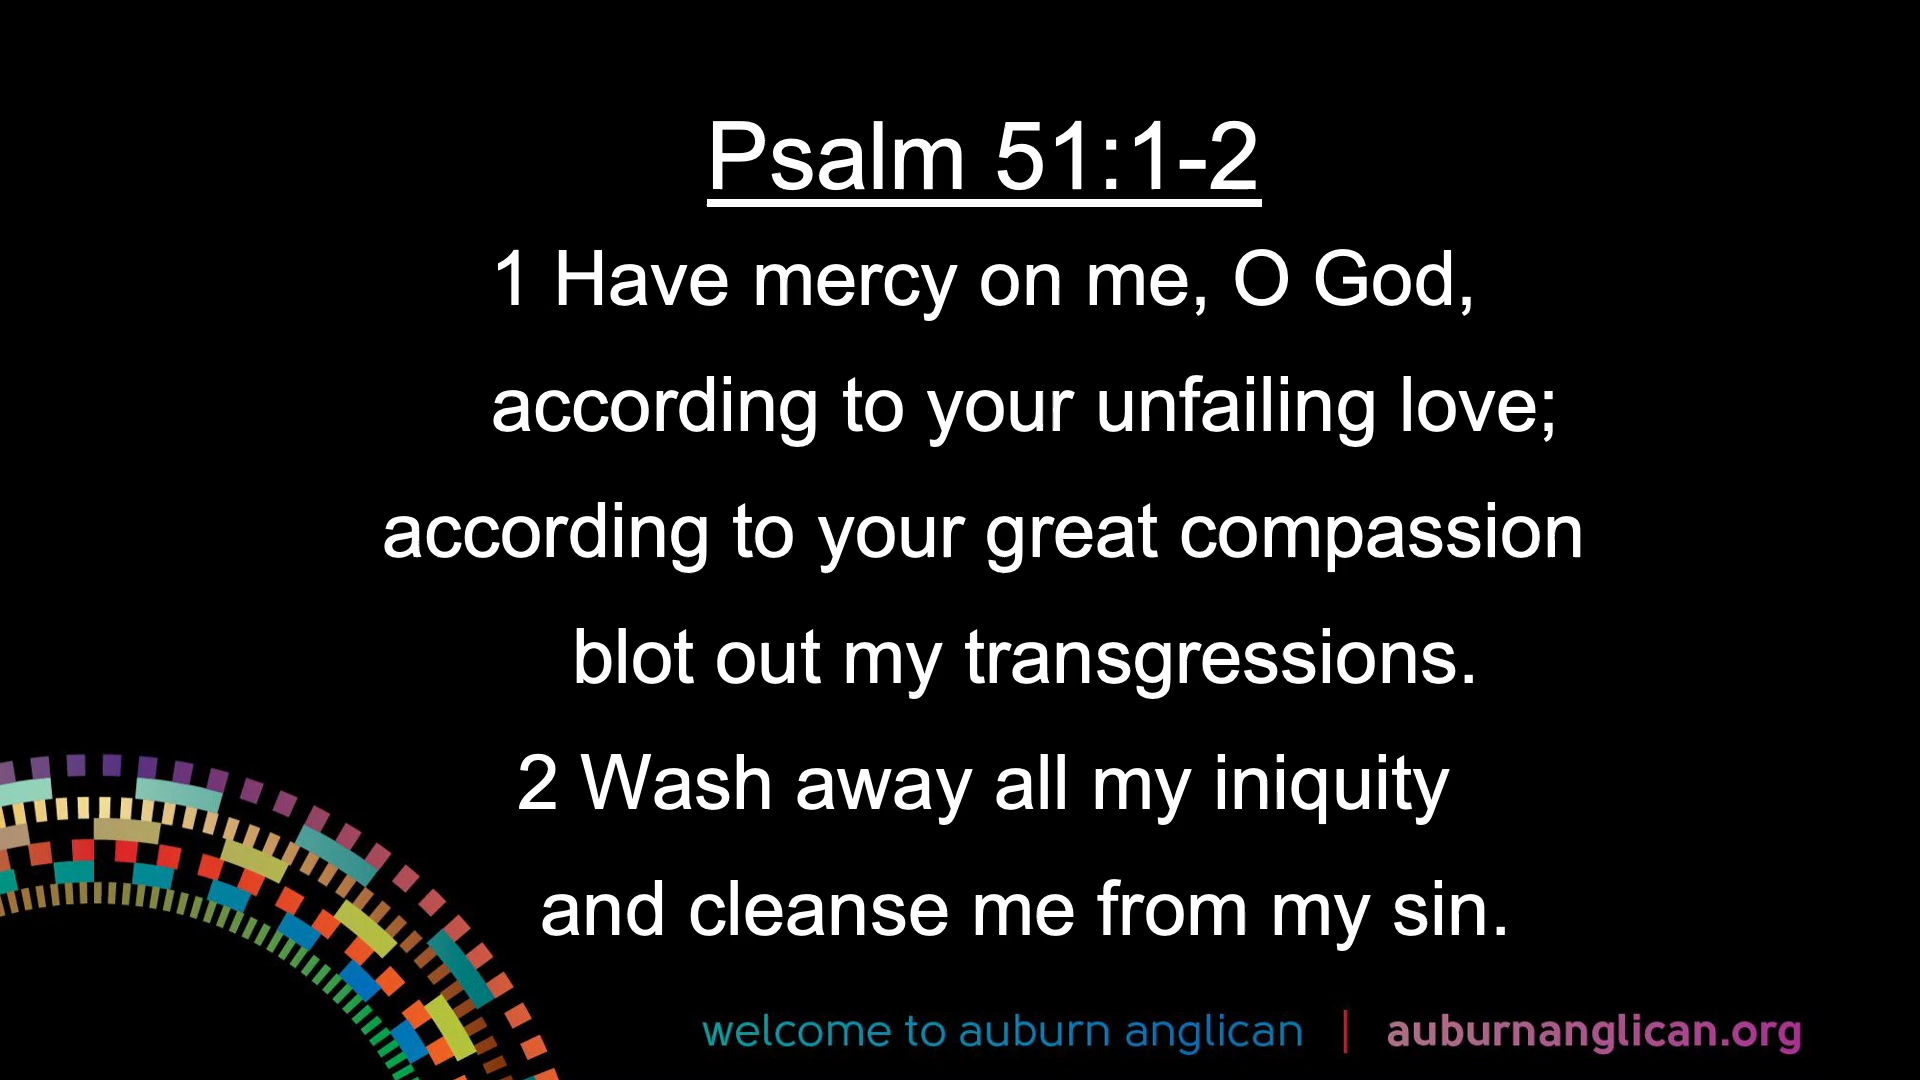 Psalm 51:1-2
1 Have mercy on me, O God,
according to your unfailing love;
according to your great compassion
blot out my transgressions.
2 Wash away all my iniquity
and cleanse me from my sin.
welcome to auburn anglican | auburnanglican.org